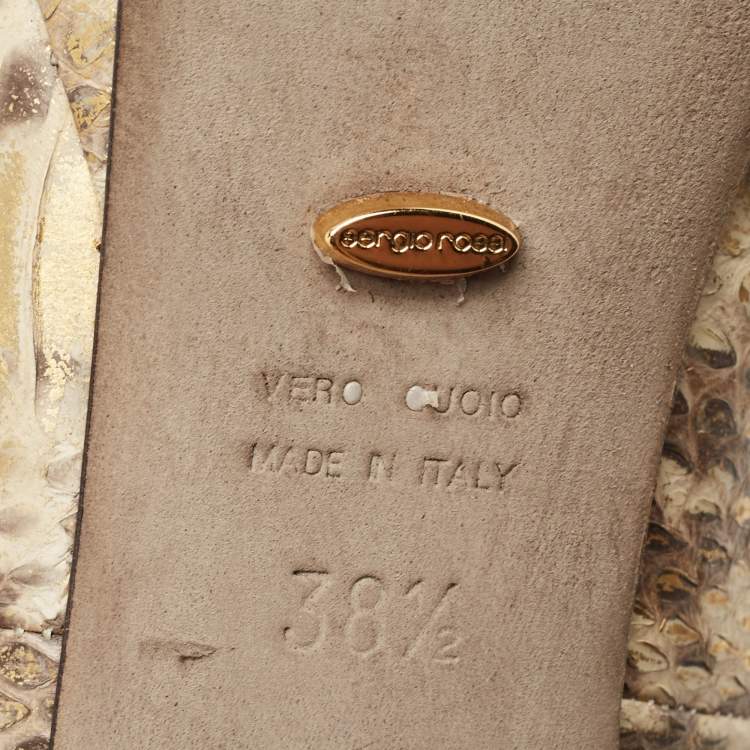 sergio rossi
VERO CUOIO
MADE IN ITALY
38½